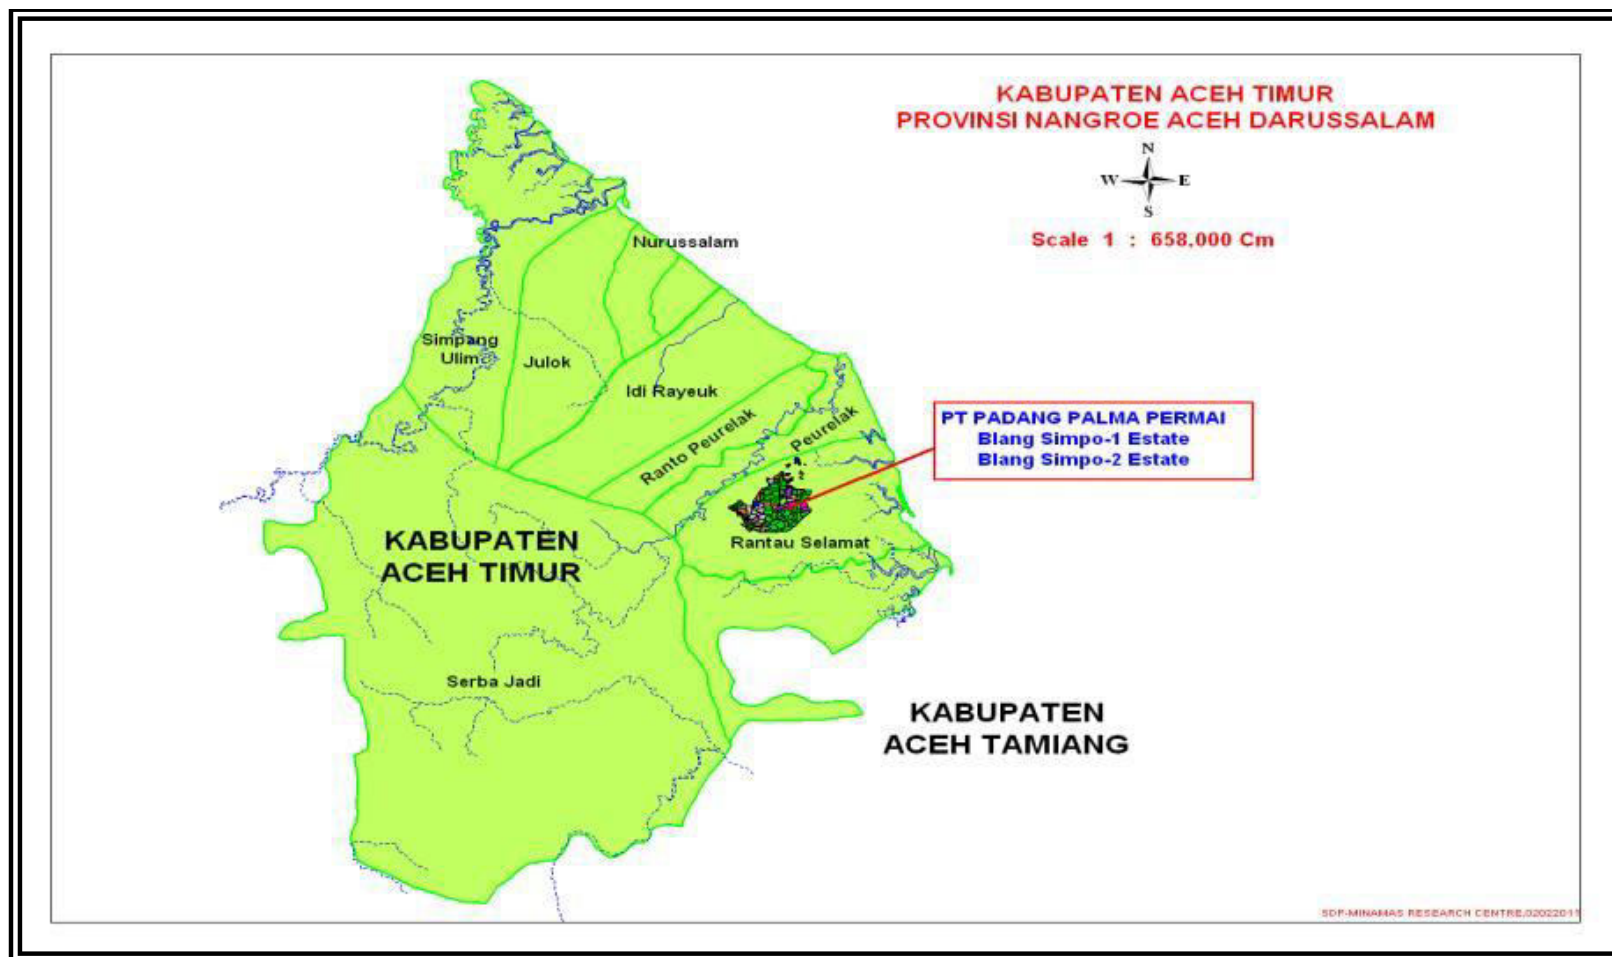 KABUPATEN ACEH TIMUR
PROVINSI NANGROE ACEH DARUSSALAM
N
W E
S
Scale 1 : 658,000 Cm
Nurussalam
Simpang
Ulim
Julok
Idi Rayeuk
Ranto Peurelak
Peurelak
PT PADANG PALMA PERMAI
Blang Simpo-1 Estate
Blang Simpo-2 Estate
Rantau Selamat
KABUPATEN
ACEH TIMUR
Serba Jadi
KABUPATEN
ACEH TAMIANG
SDP-MINAMAS RESEARCH CENTRE,02022011